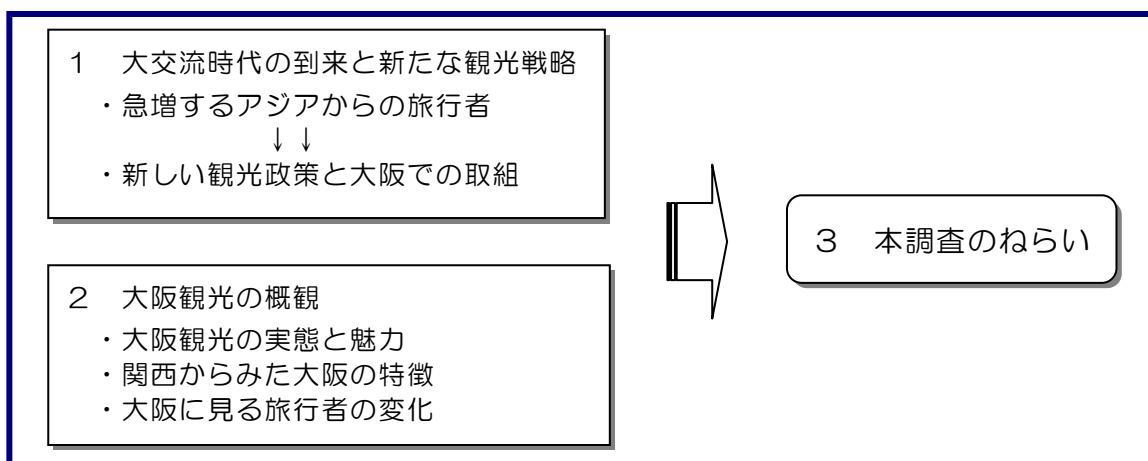 １　大交流時代の到来と新たな観光戦略
・急増するアジアからの旅行者
↓↓
・新しい観光政策と大阪での取組
２　大阪観光の概観
・大阪観光の実態と魅力
・関西からみた大阪の特徴
・大阪に見る旅行者の変化
３　本調査のねらい